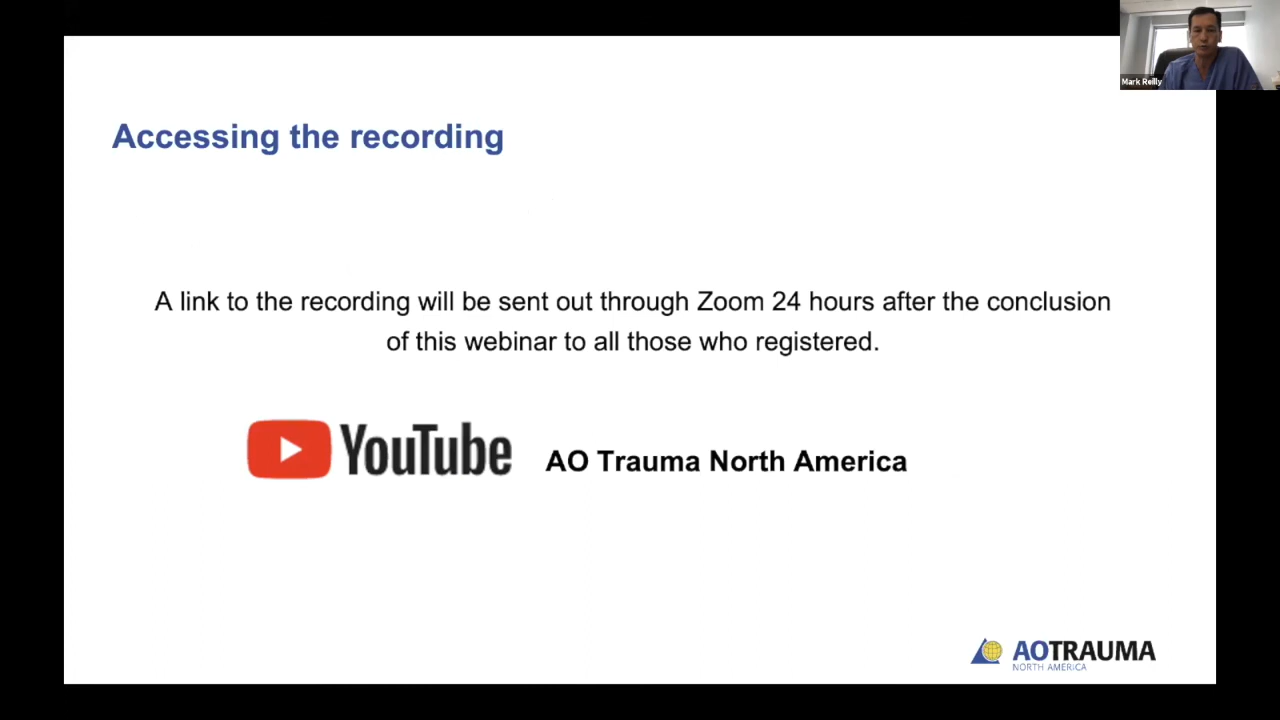 Mark Reilly
Accessing the recording
A link to the recording will be sent out through Zoom 24 hours after the conclusion
of this webinar to all those who registered.
YouTube AO Trauma North America
AOTRAUMA
NORTH AMERICA